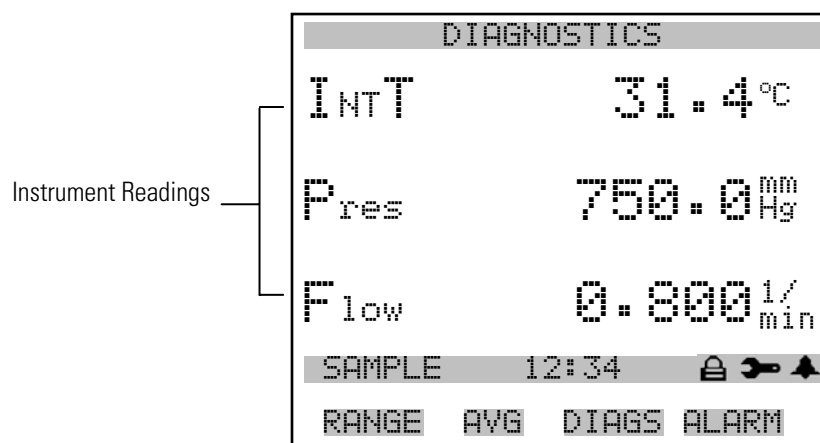 DIAGNOSTICS
INTT 31.4 °C
Instrument Readings
Pres 750.0 mm Hg
Flow 0.800 l/min
SAMPLE 12:34
RANGE AVG DIAGS ALARM